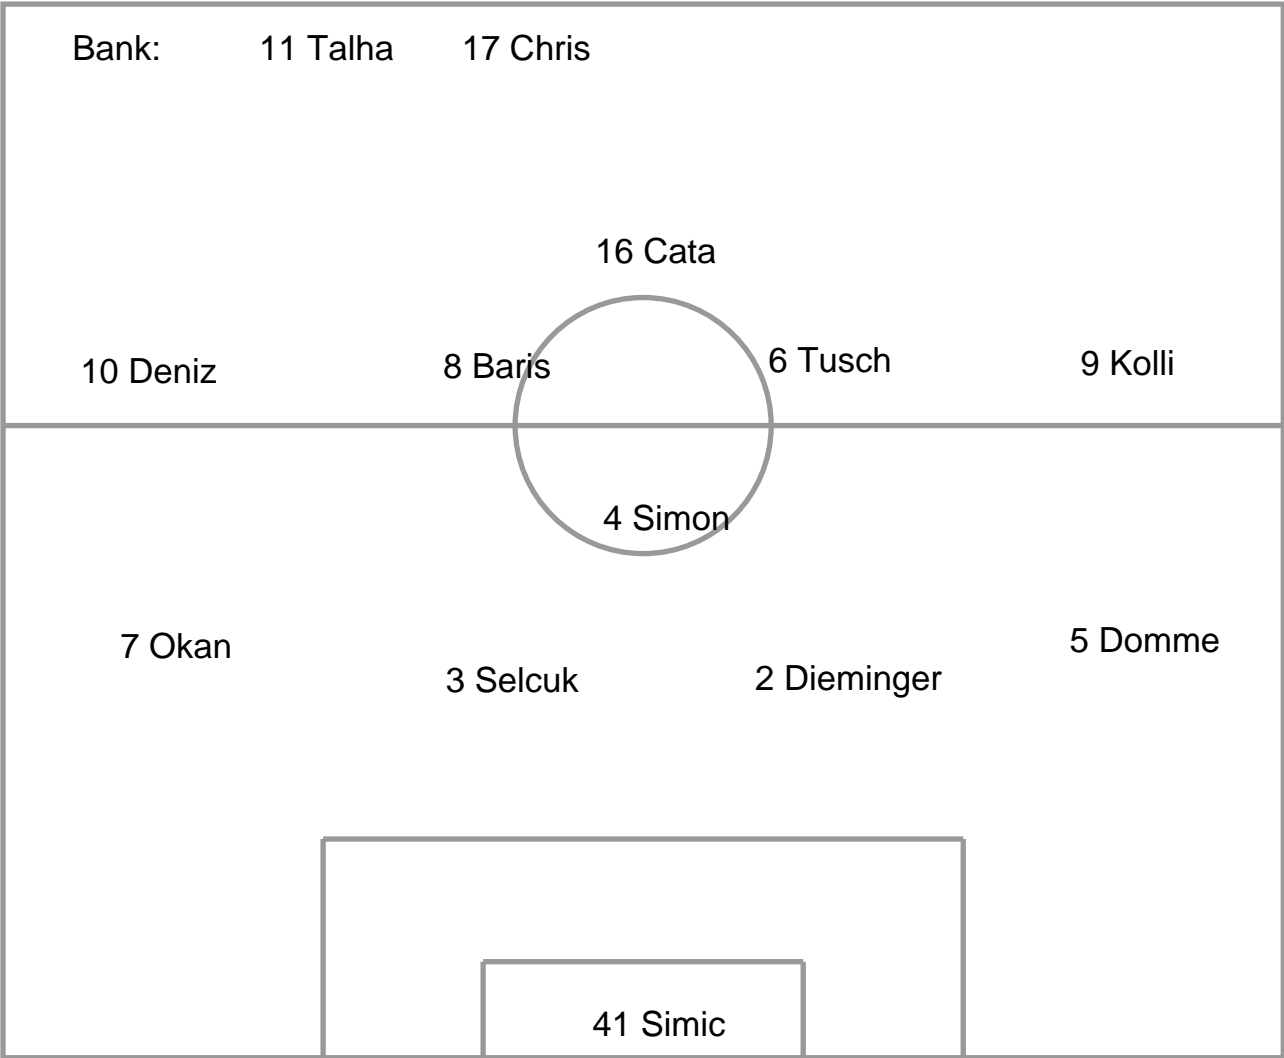 Bank: 11 Talha 17 Chris
16 Cata
10 Deniz 8 Baris 6 Tusch 9 Kolli
4 Simon
7 Okan 3 Selcuk 2 Dieminger 5 Domme
41 Simic